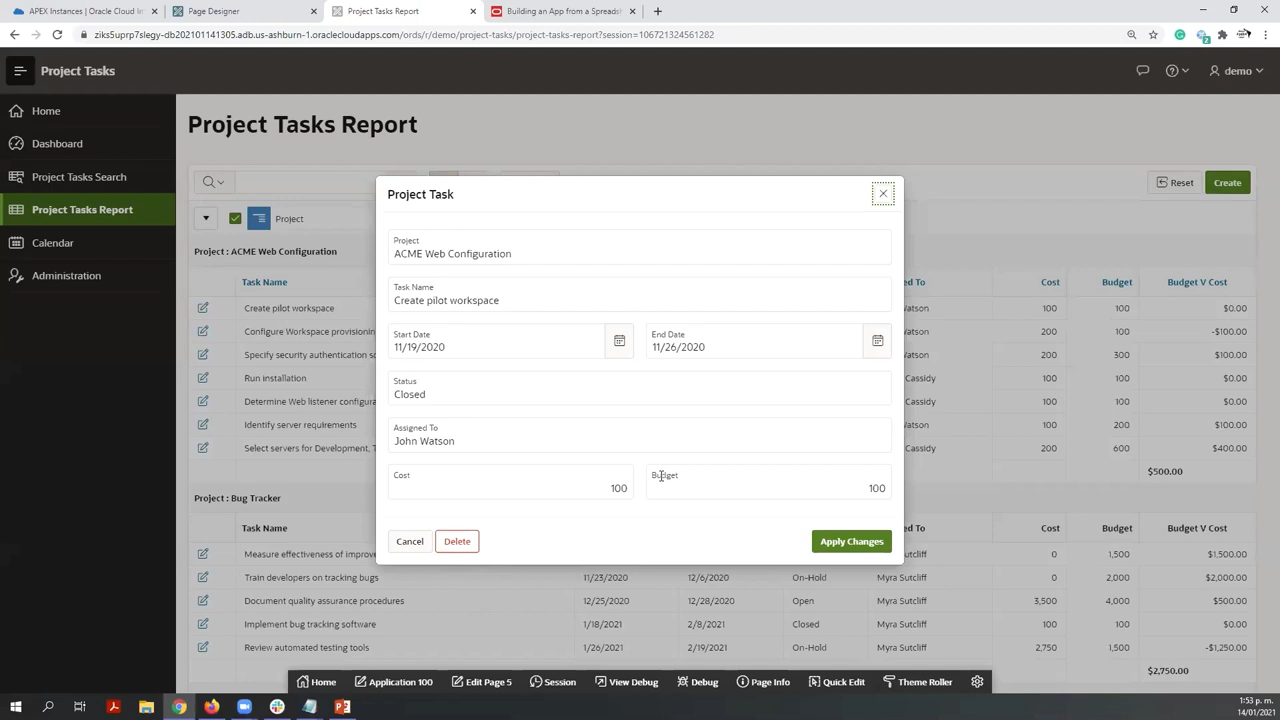 APEX Instances | Oracle Cloud In
Page Designer
Project Tasks Report
Building an App from a Spreadsh
ziks5uprp7slegy-db202101141305.adb.us-ashburn-1.oraclecloudapps.com/ords/r/demo/project-tasks/project-tasks-report?session=106721324561282
Project Tasks
demo
Home
Dashboard
Project Tasks Search
Project Tasks Report
Calendar
Administration
Project Tasks Report
Reset
Create
Project
Project : ACME Web Configuration
Task Name
Cost
Budget
Budget V Cost
Create pilot workspace
100
100
$0.00
Configure Workspace provisionin
200
100
-$100.00
Specify security authentication sc
200
300
$100.00
Run installation
Cassidy
100
100
$0.00
Determine Web listener configura
Cassidy
100
100
$0.00
Identify server requirements
100
200
$100.00
Select servers for Development, T
Cassidy
200
600
$400.00
$500.00
Project : Bug Tracker
Task Name
Cost
Budget
Budget V Cost
Measure effectiveness of improve
0
1,500
$1,500.00
Train developers on tracking bugs
11/23/2020
12/6/2020
On-Hold
Myra Sutcliff
0
2,000
$2,000.00
Document quality assurance procedures
12/25/2020
12/28/2020
Open
Myra Sutcliff
3,500
4,000
$500.00
Implement bug tracking software
1/18/2021
2/8/2021
Closed
Myra Sutcliff
100
100
$0.00
Review automated testing tools
1/26/2021
2/19/2021
On-Hold
Myra Sutcliff
2,750
1,500
-$1,250.00
$2,750.00
Project Task
Project
ACME Web Configuration
Task Name
Create pilot workspace
Start Date
11/19/2020
End Date
11/26/2020
Status
Closed
Assigned To
John Watson
Cost
100
Budget
100
Cancel
Delete
Apply Changes
Home
Application 100
Edit Page 5
Session
View Debug
Debug
Page Info
Quick Edit
Theme Roller
1:53 p. m.
14/01/2021